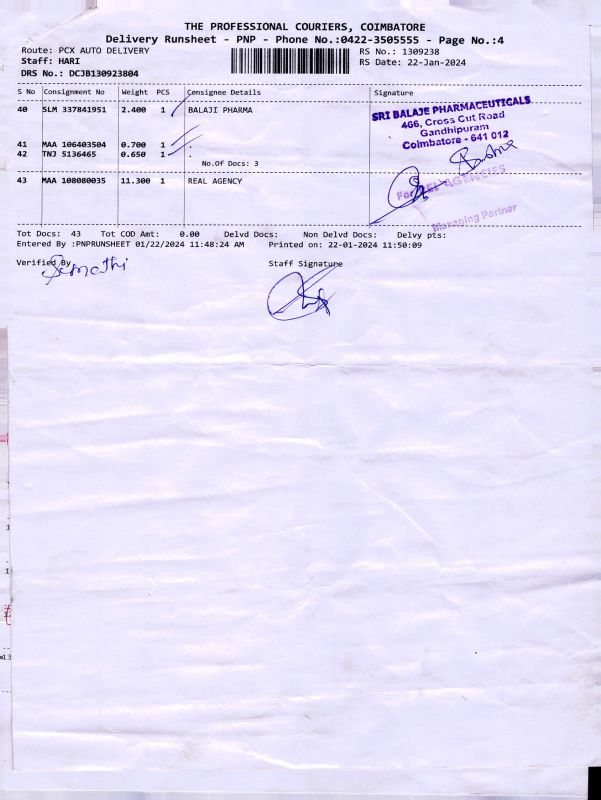 THE PROFESSIONAL COURIERS, COIMBATORE
Delivery Runsheet - PNP - Phone No.:0422-3505555 - Page No.:4
Route: PCX AUTO DELIVERY RS No.: 1309238
Staff: HARI RS Date: 22-Jan-2024
DRS No.: DCJB130923804
S No Consignment No Weight PCS Consignee Details Signature
40 SLM 337841951 2.400 1 BALAJI PHARMA
SRI BALAJE PHARMACEUTICALS
466, Cross Cut Road
Gandhipuram
Coimbatore - 641 012
41 MAA 106403504 0.700 1 .
42 TNJ 5136465 0.650 1 .
No.Of Docs: 3
43 MAA 108080035 11.300 1 REAL AGENCY
For REL AGENCIES
Managing Partner
Tot Docs: 43 Tot COD Amt: 0.00 Delvd Docs: Non Delvd Docs: Delvy pts:
Entered By :PNPRUNSHEET 01/22/2024 11:48:24 AM Printed on: 22-01-2024 11:50:09
Verified By Staff Signature